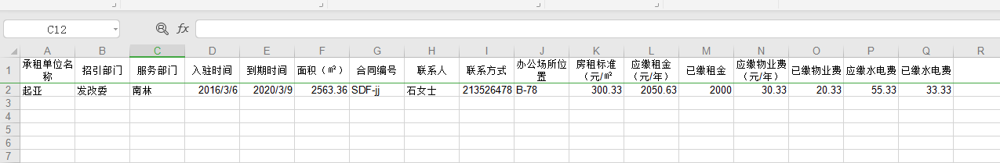 C12 fx
A B C D E F G H I J K L M N O P Q R
1 承租单位名称 招引部门 服务部门 入驻时间 到期时间 面积（㎡） 合同编号 联系人 联系方式 办公场所位置 房租标准（元/㎡ 应缴租金（元/年） 已缴租金 应缴物业费（元/年） 已缴物业费 应缴水电费 已缴水电费
2 起亚 发改委 南林 2016/3/6 2020/3/9 2563.36 SDF-jj 石女士 213526478 B-78 300.33 2050.63 2000 30.33 20.33 55.33 33.33
3
4
5
6
7